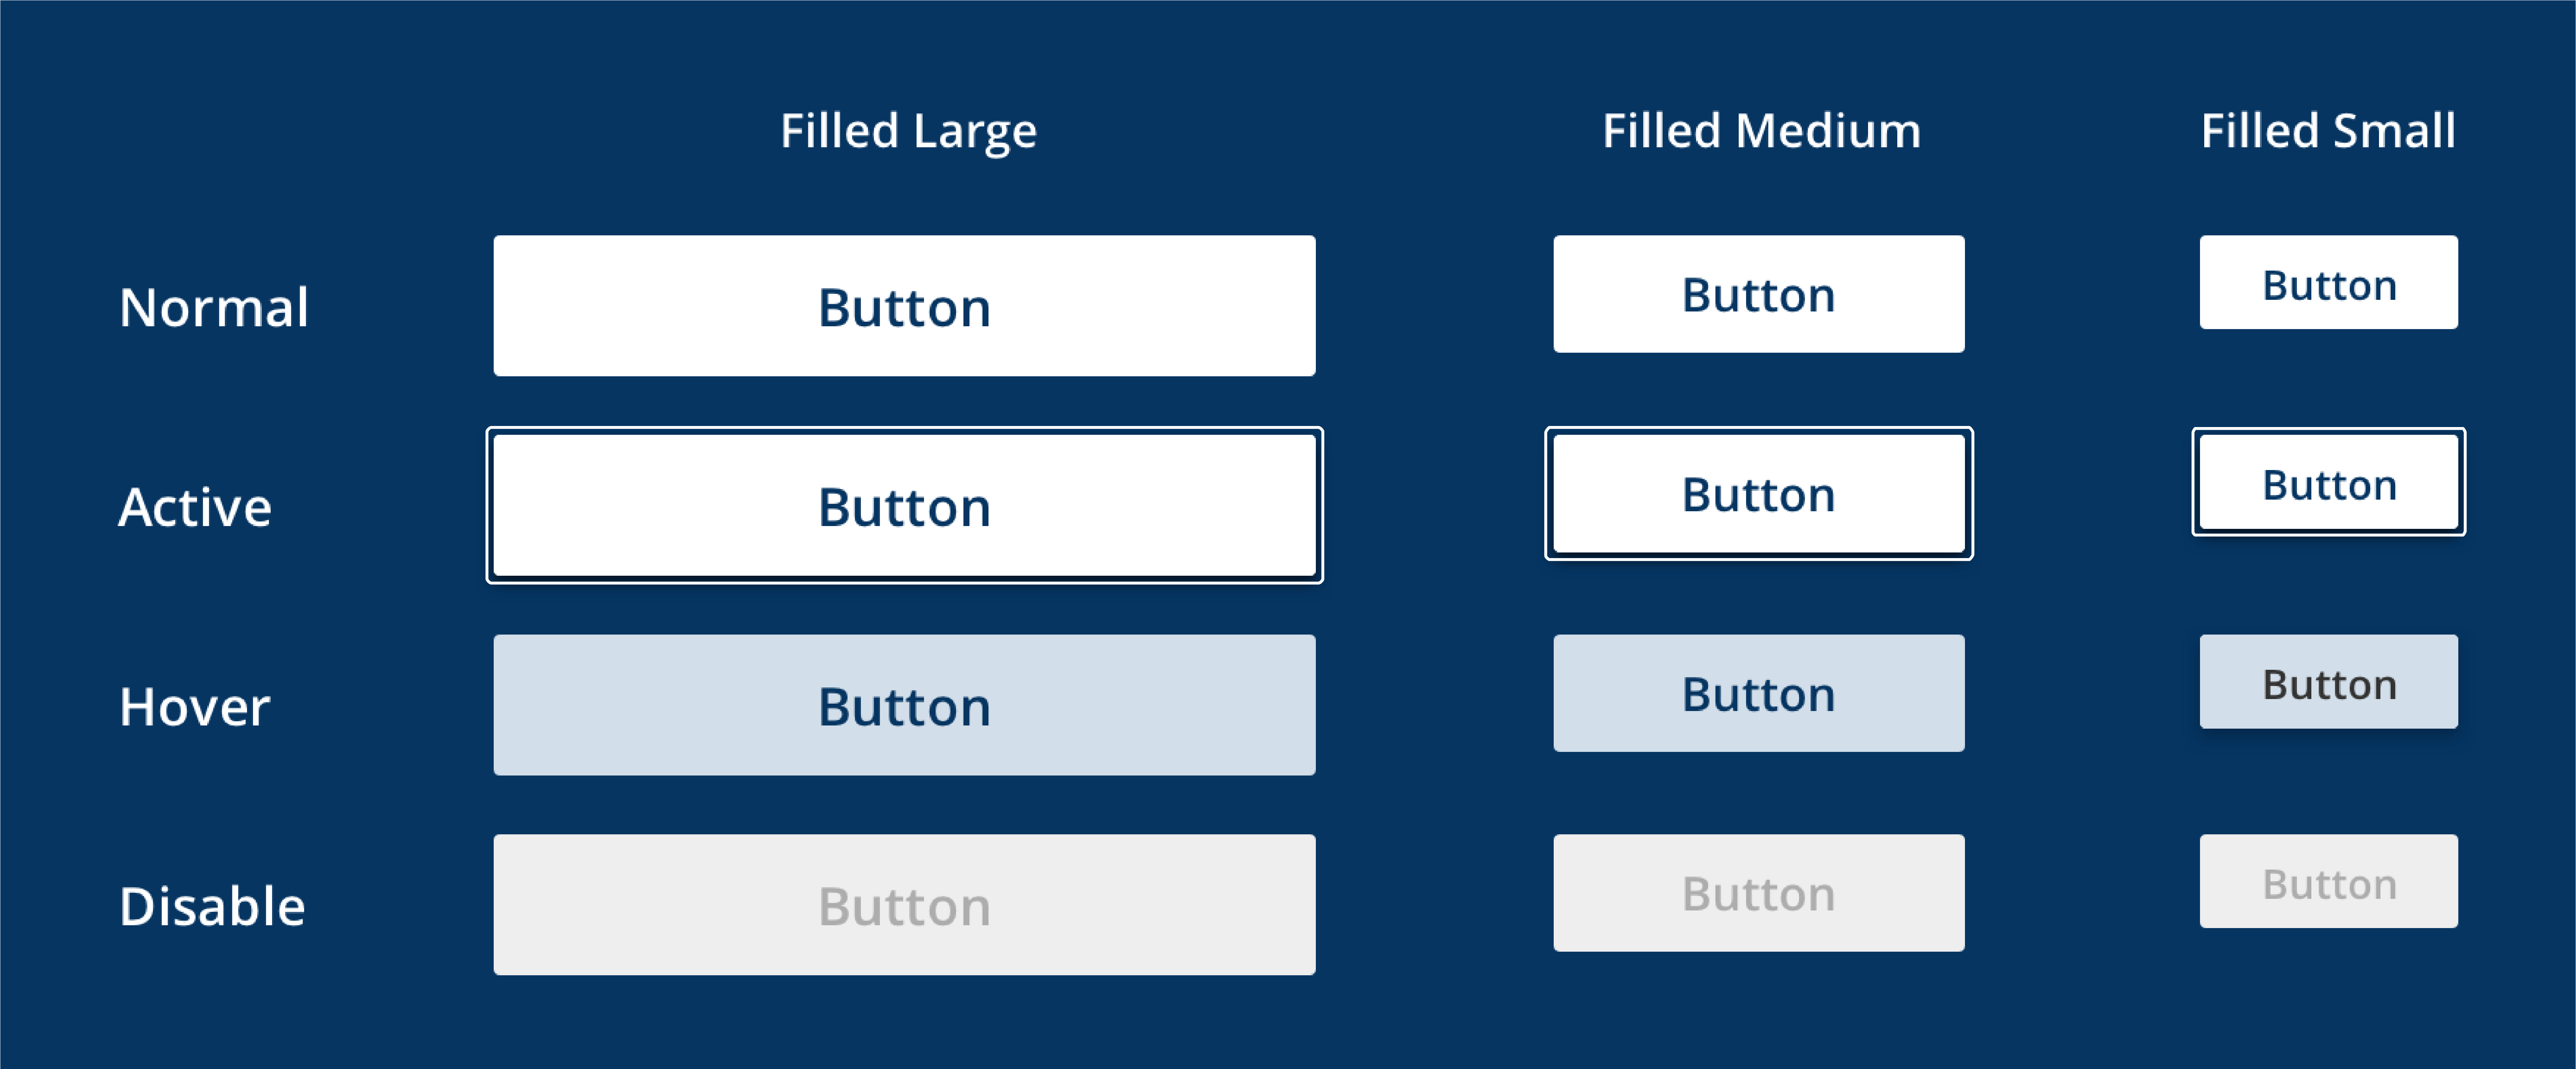 Filled Large Filled Medium Filled Small
Normal Button Button Button
Active Button Button Button
Hover Button Button Button
Disable Button Button Button